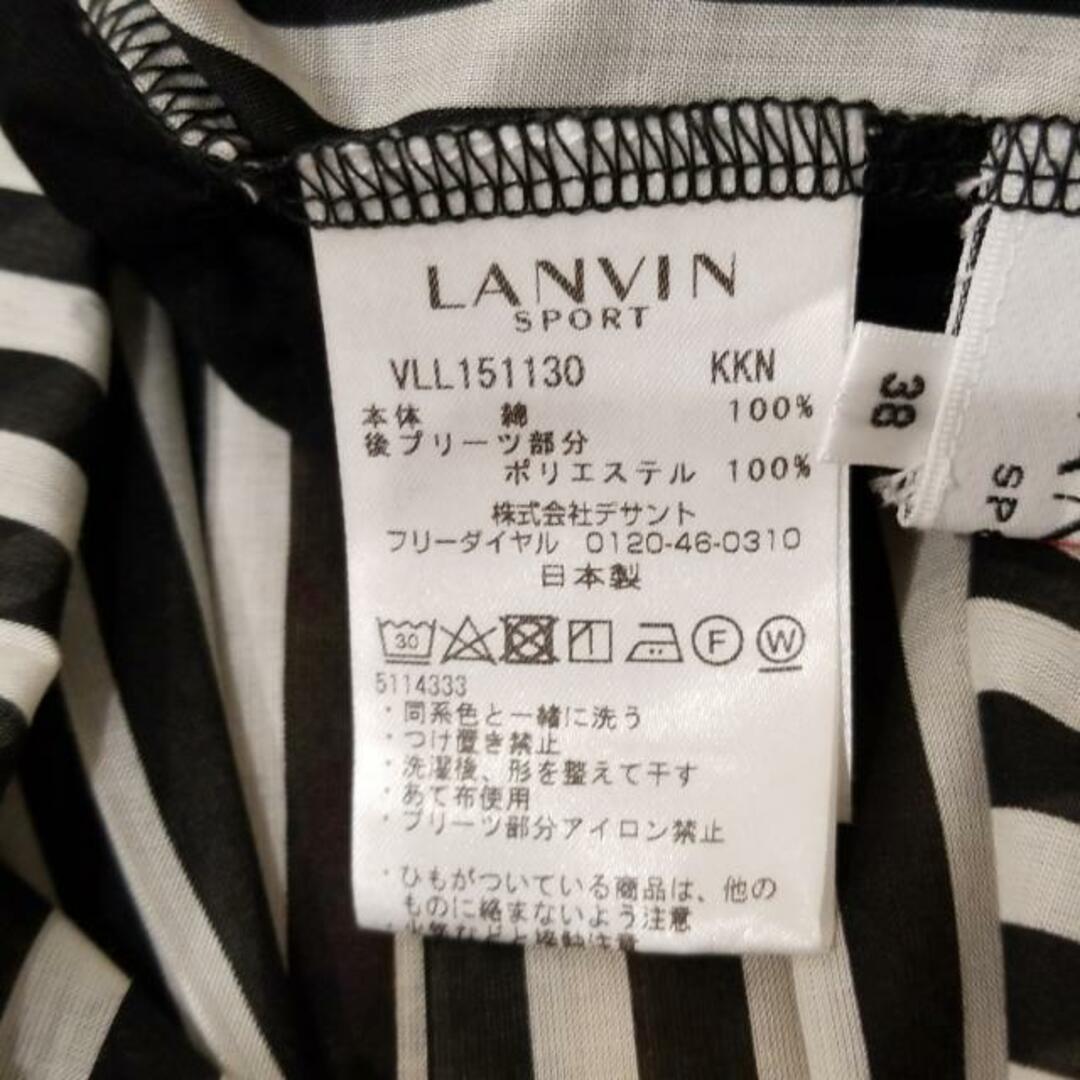 LANVIN
SPORT
VLL151130 KKN
本体 綿 100%
後プリーツ部分
ポリエステル 100%
株式会社デサント
フリーダイヤル 0120-46-0310
日本製
30 F W
5114333
・同系色と一緒に洗う
・つけ置き禁止
・洗濯後、形を整えて干す
・あて布使用
・プリーツ部分アイロン禁止
・ひもがついている商品は、他の
ものに絡まないよう注意
38
SP